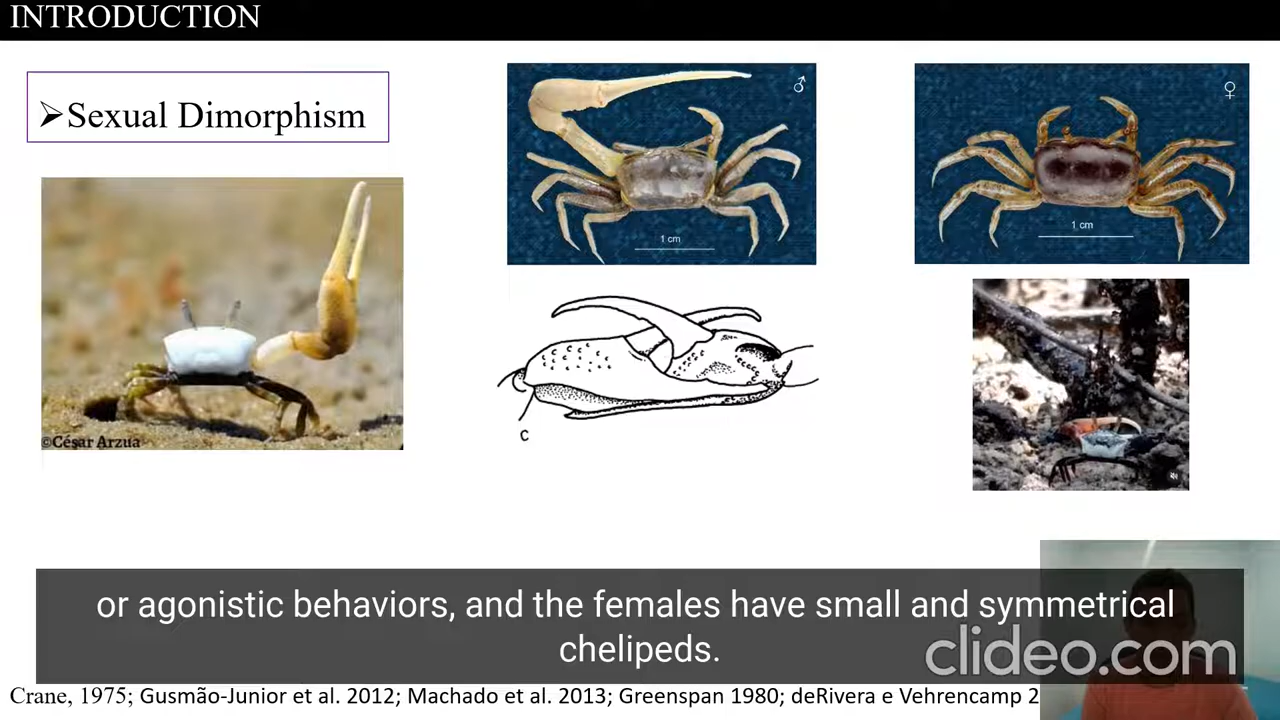 INTRODUCTION
➢Sexual Dimorphism
♂
♀
1 cm
1 cm
©César Arzua
C
or agonistic behaviors, and the females have small and symmetrical
chelipeds.
clideo.com
Crane, 1975; Gusmão-Junior et al. 2012; Machado et al. 2013; Greenspan 1980; deRivera e Vehrencamp 2